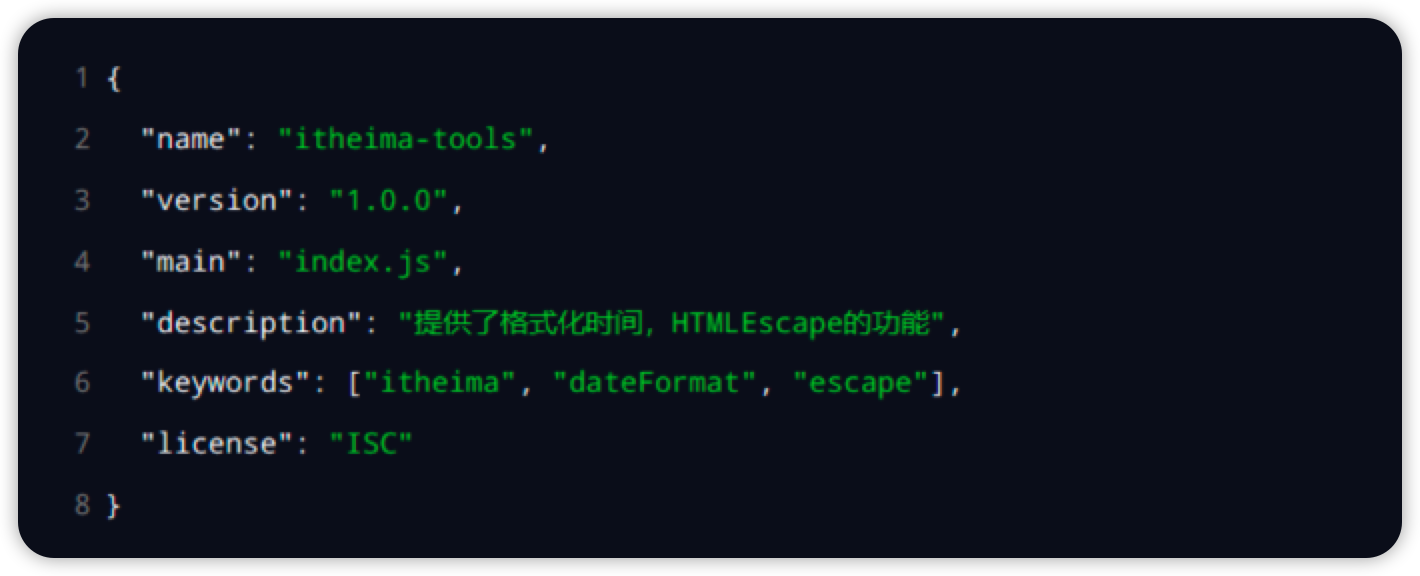 1 {
2   "name": "itheima-tools",
3   "version": "1.0.0",
4   "main": "index.js",
5   "description": "提供了格式化时间，HTMLEscape的功能",
6   "keywords": ["itheima", "dateFormat", "escape"],
7   "license": "ISC"
8 }